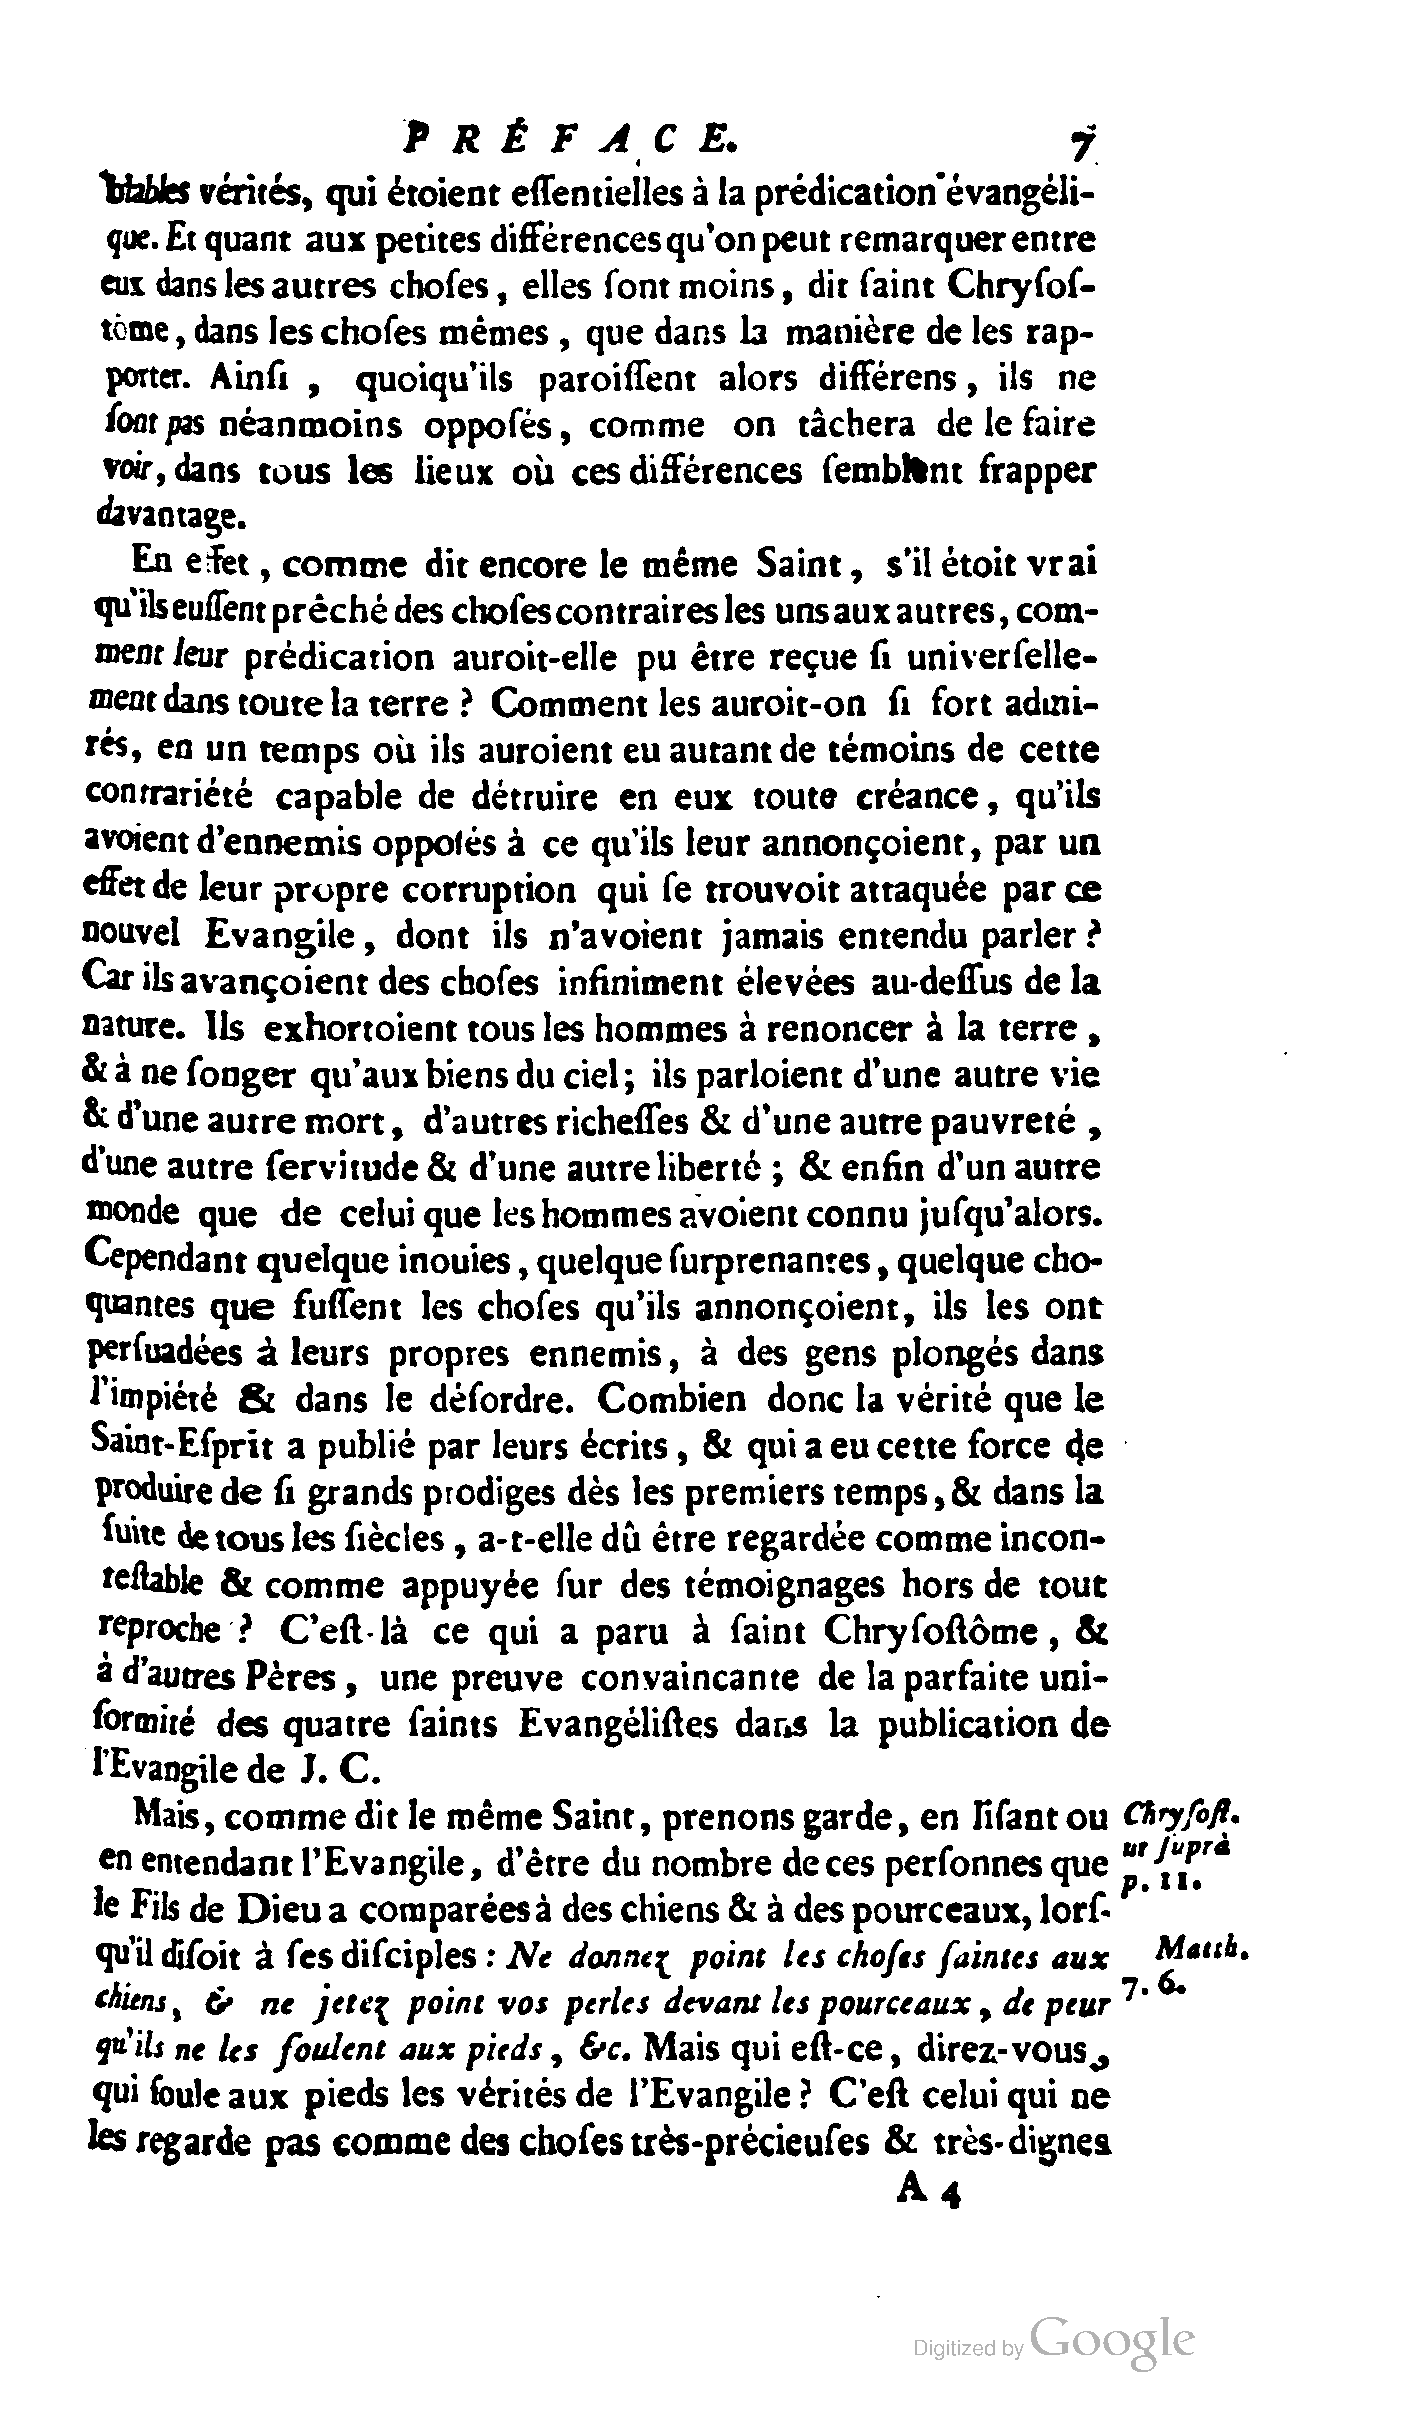 PRÉFACE. 7
blables vérités, qui étoient eſſentielles à la prédication évangéli-
que. Et quant aux petites différences qu'on peut remarquer entre
eux dans les autres choſes, elles ſont moins, dit ſaint Chryſoſ-
tôme, dans les choſes mêmes, que dans la manière de les rap-
porter. Ainſi, quoiqu'ils paroiſſent alors différens, ils ne
ſont pas néanmoins oppoſés, comme on tâchera de le faire
voir, dans tous les lieux où ces différences ſemblent frapper
davantage.
En effet, comme dit encore le même Saint, s'il étoit vrai
qu'ils euſſent prêché des choſes contraires les uns aux autres, com-
ment leur prédication auroit-elle pu être reçue ſi univerſelle-
ment dans toute la terre ? Comment les auroit-on ſi fort admi-
rés, en un temps où ils auroient eu autant de témoins de cette
contrariété capable de détruire en eux toute créance, qu'ils
avoient d'ennemis oppoſés à ce qu'ils leur annonçoient, par un
effet de leur propre corruption qui ſe trouvoit attaquée par ce
nouvel Evangile, dont ils n'avoient jamais entendu parler ?
Car ils avançoient des choſes infiniment élevées au-deſſus de la
nature. Ils exhortoient tous les hommes à renoncer à la terre,
& à ne ſonger qu'aux biens du ciel; ils parloient d'une autre vie
& d'une autre mort, d'autres richeſſes & d'une autre pauvreté,
d'une autre ſervitude & d'une autre liberté ; & enfin d'un autre
monde que de celui que les hommes avoient connu juſqu'alors.
Cependant quelque inouies, quelque ſurprenantes, quelque cho-
quantes que fuſſent les choſes qu'ils annonçoient, ils les ont
perſuadées à leurs propres ennemis, à des gens plongés dans
l'impiété & dans le déſordre. Combien donc la vérité que le
Saint-Eſprit a publié par leurs écrits, & qui a eu cette force de
produire de ſi grands prodiges dès les premiers temps, & dans la
ſuite de tous les ſiècles, a-t-elle dû être regardée comme incon-
teſtable & comme appuyée ſur des témoignages hors de tout
reproche ? C'eſt-là ce qui a paru à ſaint Chryſoſtôme, &
à d'autres Pères, une preuve convaincante de la parfaite uni-
formité des quatre ſaints Evangéliſtes dans la publication de
l'Evangile de J. C.
Mais, comme dit le même Saint, prenons garde, en liſant ou
Chryſoſt.
en entendant l'Evangile, d'être du nombre de ces perſonnes que
ut ſuprà
p. 11.
le Fils de Dieu a comparées à des chiens & à des pourceaux, lorſ-
qu'il diſoit à ſes diſciples : Ne donnez point les choſes ſaintes aux
Matth.
chiens, & ne jetez point vos perles devant les pourceaux, de peur
7. 6.
qu'ils ne les foulent aux pieds, &c. Mais qui eſt-ce, direz-vous,
qui foule aux pieds les vérités de l'Evangile ? C'eſt celui qui ne
les regarde pas comme des choſes très-précieuſes & très-dignes
A 4
Digitized by Google